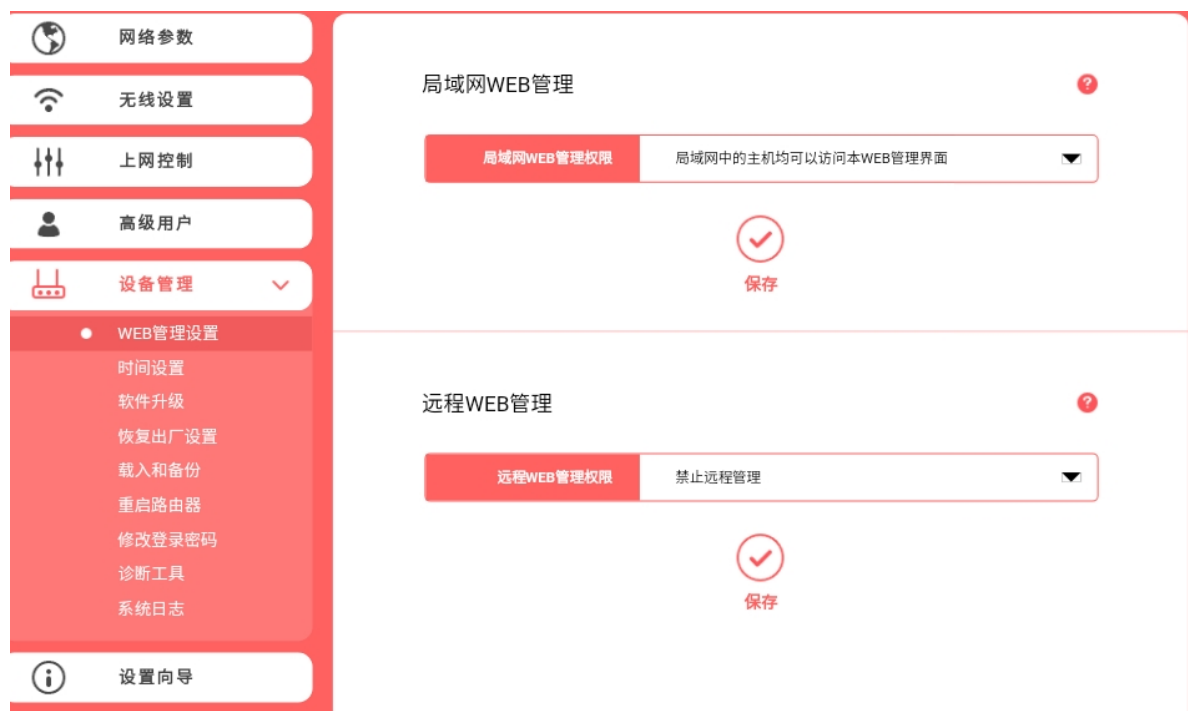 网络参数
无线设置
上网控制
高级用户
设备管理
WEB管理设置
时间设置
软件升级
恢复出厂设置
载入和备份
重启路由器
修改登录密码
诊断工具
系统日志
设置向导
局域网WEB管理
?
局域网WEB管理权限
局域网中的主机均可以访问本WEB管理界面
保存
远程WEB管理
?
远程WEB管理权限
禁止远程管理
保存